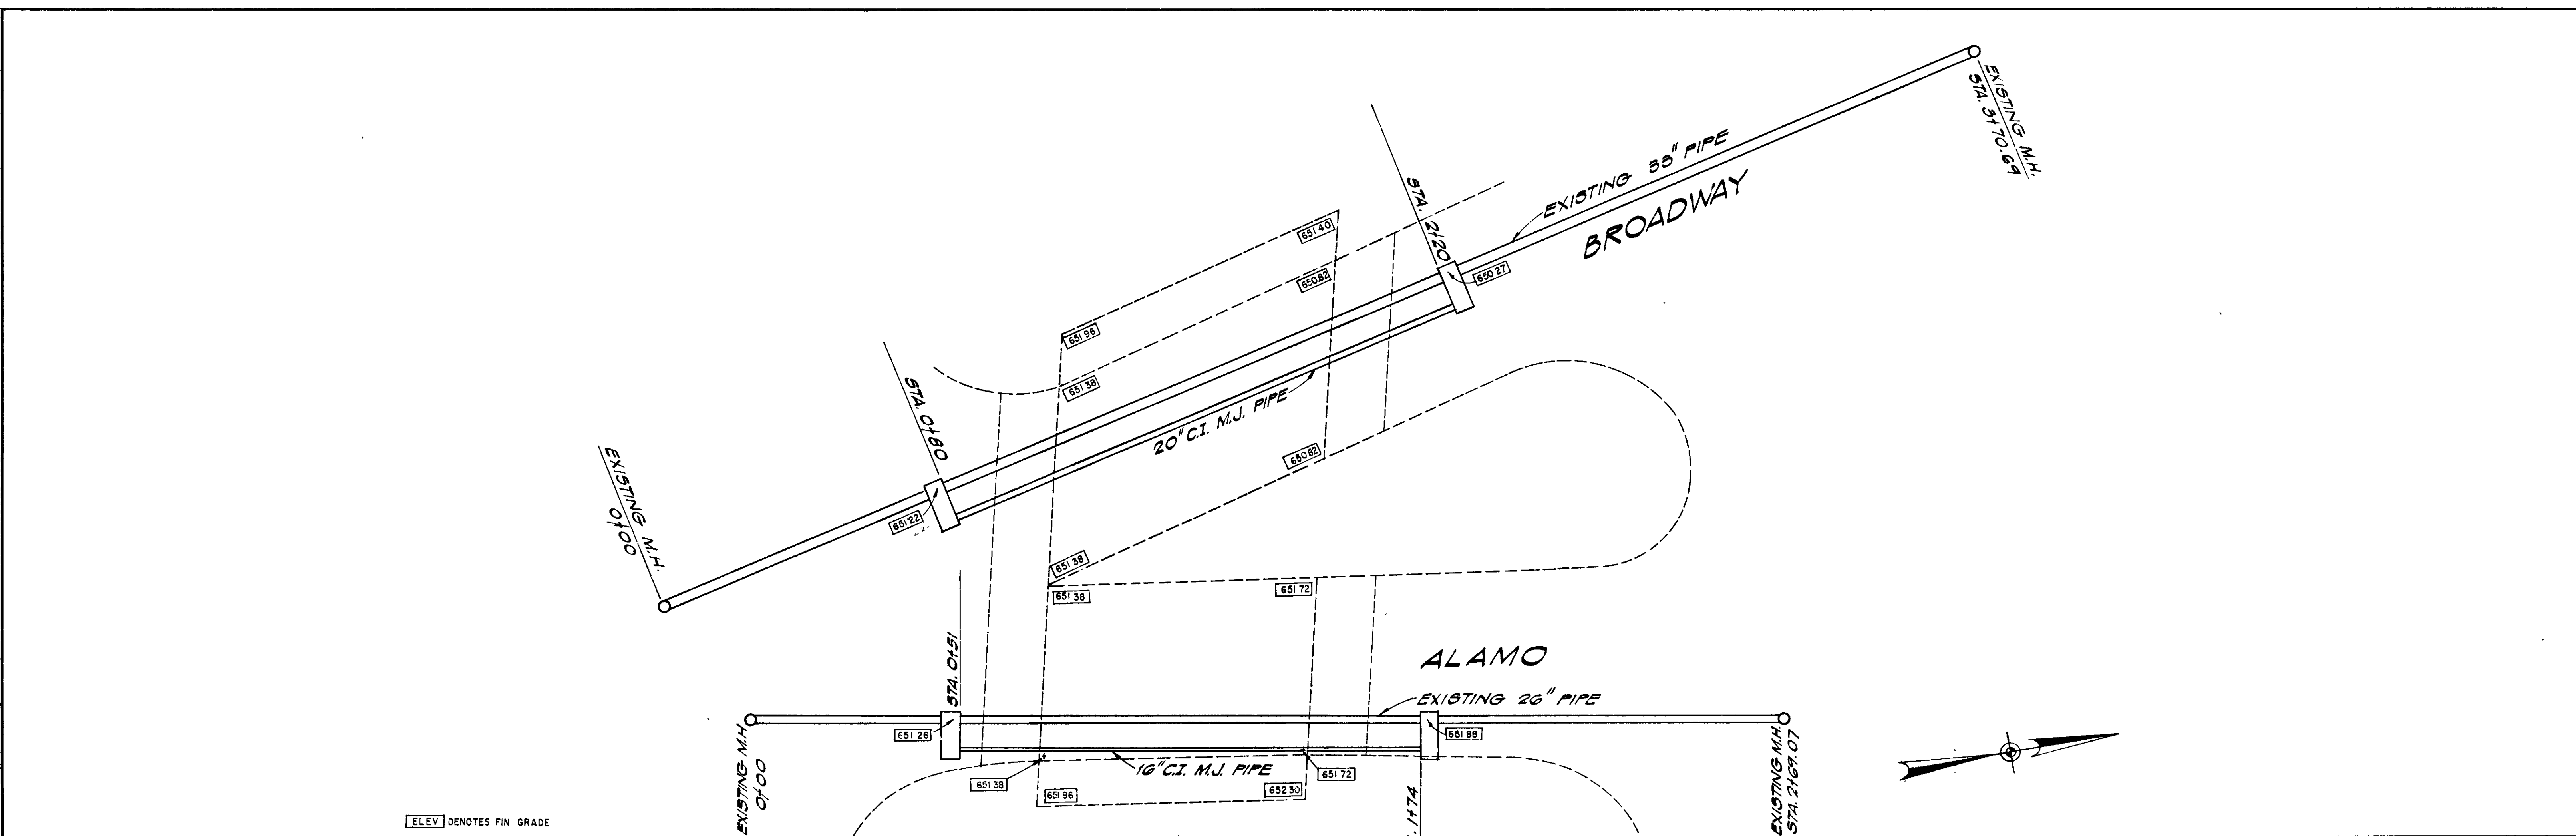 EXISTING M.H.
STA. 3+70.69
EXISTING 33" PIPE
BROADWAY
STA. 2+20
651 40
650.82
650 27
651 96
651 38
STA. 0+80
20" C.I. M.J. PIPE
650 82
651 22
EXISTING M.H.
0+00
651 38
651 38
651 72
STA. 0+51
ALAMO
EXISTING 26" PIPE
651 26
651 88
EXISTING M.H.
0+00
16" C.I. M.J. PIPE
651 38
651 72
651 96
652 30
1+74
EXISTING M.H.
STA. 2+69.07
ELEV DENOTES FIN GRADE